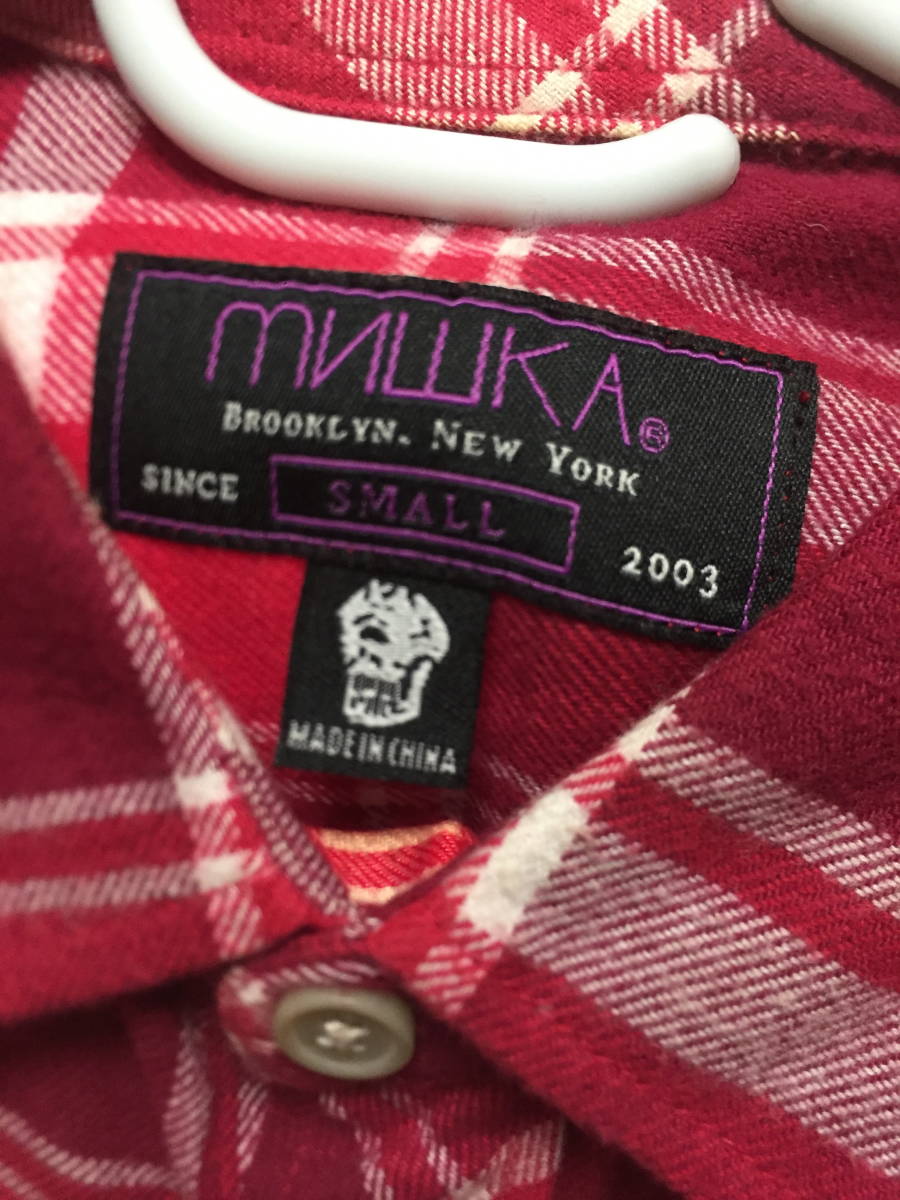 мишка®
BROOKLYN. NEW YORK
SINCE SMALL 2003
MADE IN CHINA